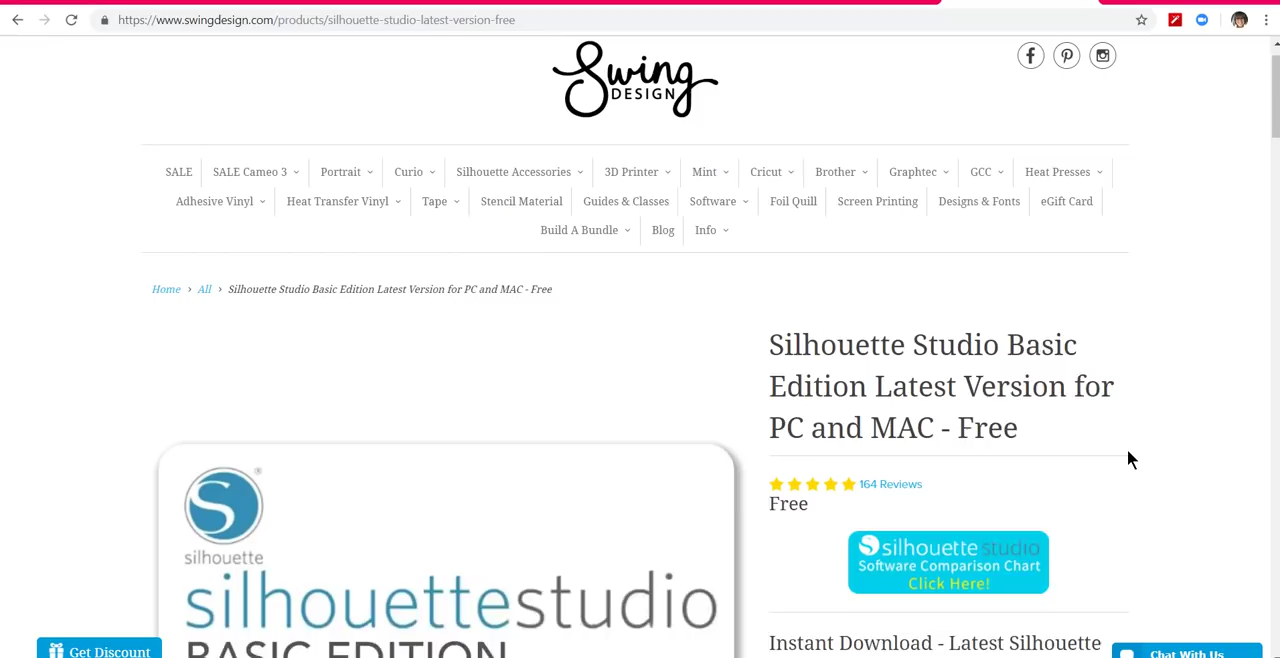 https://www.swingdesign.com/products/silhouette-studio-latest-version-free
Swing
DESIGN
SALE SALE Cameo 3 Portrait Curio Silhouette Accessories 3D Printer Mint Cricut Brother Graphtec GCC Heat Presses
Adhesive Vinyl Heat Transfer Vinyl Tape Stencil Material Guides & Classes Software Foil Quill Screen Printing Designs & Fonts eGift Card
Build A Bundle Blog Info
Home › All › Silhouette Studio Basic Edition Latest Version for PC and MAC - Free
Silhouette Studio Basic
Edition Latest Version for
PC and MAC - Free
164 Reviews
Free
silhouette studio
Software Comparison Chart
Click Here!
Instant Download - Latest Silhouette
S ®
silhouette
silhouettestudio
BASIC EDITION
Get Discount
Chat With Us